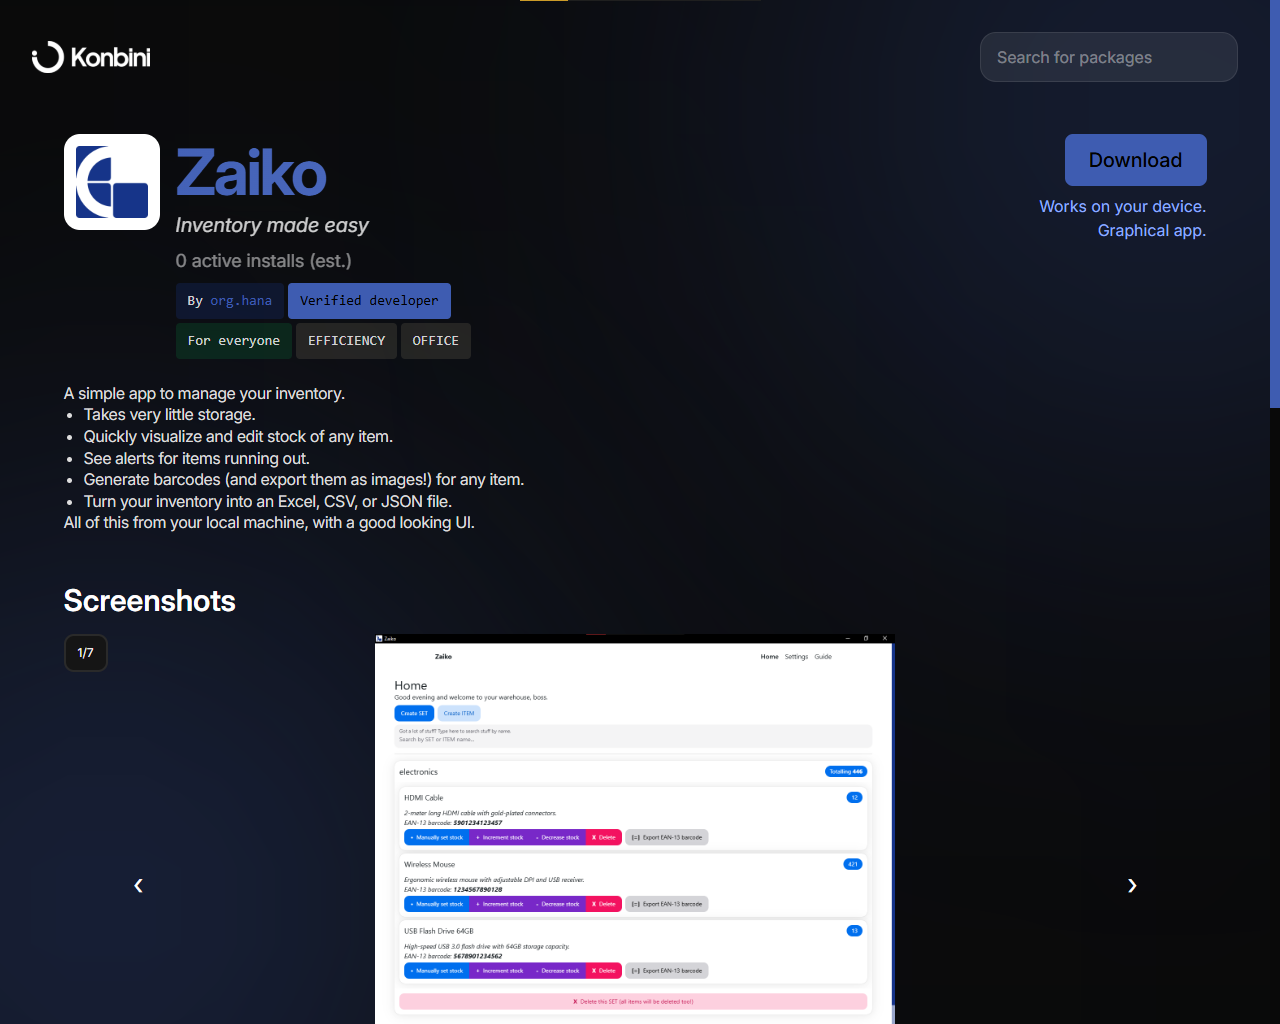 Konbini
Search for packages
Zaiko
Inventory made easy
0 active installs (est.)
By org.hana
Verified developer
For everyone
EFFICIENCY
OFFICE
Download
Works on your device.
Graphical app.
A simple app to manage your inventory.
• Takes very little storage.
• Quickly visualize and edit stock of any item.
• See alerts for items running out.
• Generate barcodes (and export them as images!) for any item.
• Turn your inventory into an Excel, CSV, or JSON file.
All of this from your local machine, with a good looking UI.
Screenshots
1/7
Zaiko
Zaiko
Home Settings Guide
Home
Good evening and welcome to your warehouse, boss.
Create SET Create ITEM
Got a lot of stuff? Type here to search stuff by name.
Search by SET or ITEM name...
electronics
Totalling 446
HDMI Cable
12
2-meter long HDMI cable with gold-plated connectors.
EAN-13 barcode: 5901234123457
+ Manually set stock + Increment stock - Decrease stock ✘ Delete [=] Export EAN-13 barcode
Wireless Mouse
421
Ergonomic wireless mouse with adjustable DPI and USB receiver.
EAN-13 barcode: 1234567890128
+ Manually set stock + Increment stock - Decrease stock ✘ Delete [=] Export EAN-13 barcode
USB Flash Drive 64GB
13
High-speed USB 3.0 flash drive with 64GB storage capacity.
EAN-13 barcode: 5678901234562
+ Manually set stock + Increment stock - Decrease stock ✘ Delete [=] Export EAN-13 barcode
✘ Delete this SET (all items will be deleted too!)